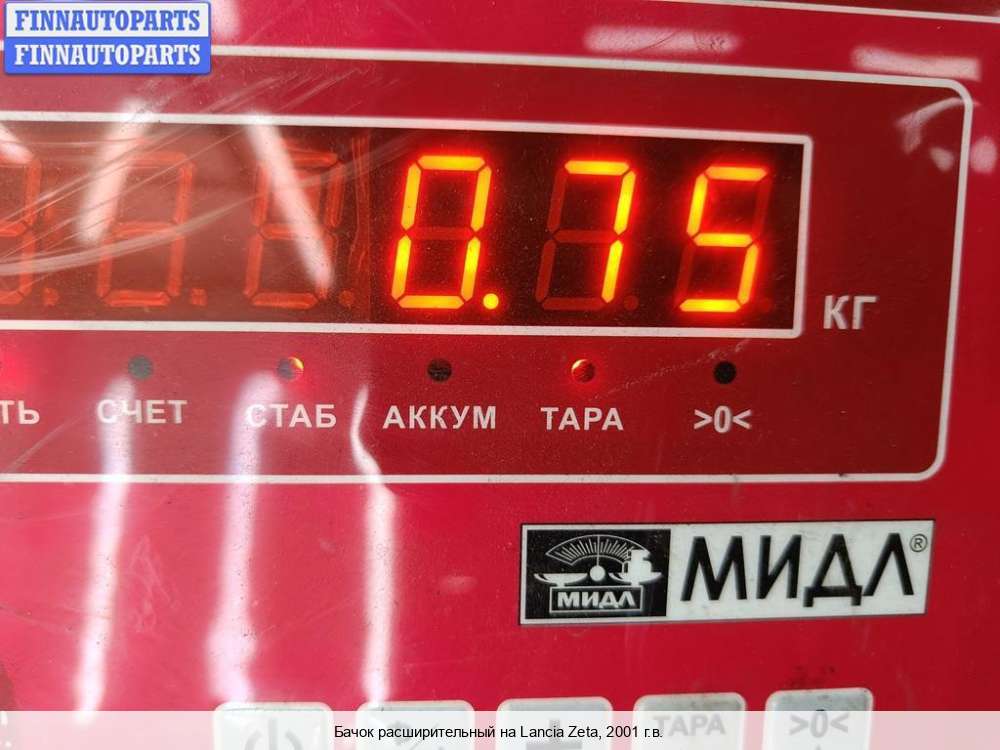 FINNAUTOPARTS
FINNAUTOPARTS
0.75
КГ
ТЬ СЧЕТ СТАБ АККУМ ТАРА >0<
МИДЛ МИДЛ®
ТАРА >0<
Бачок расширительный на Lancia Zeta, 2001 г.в.